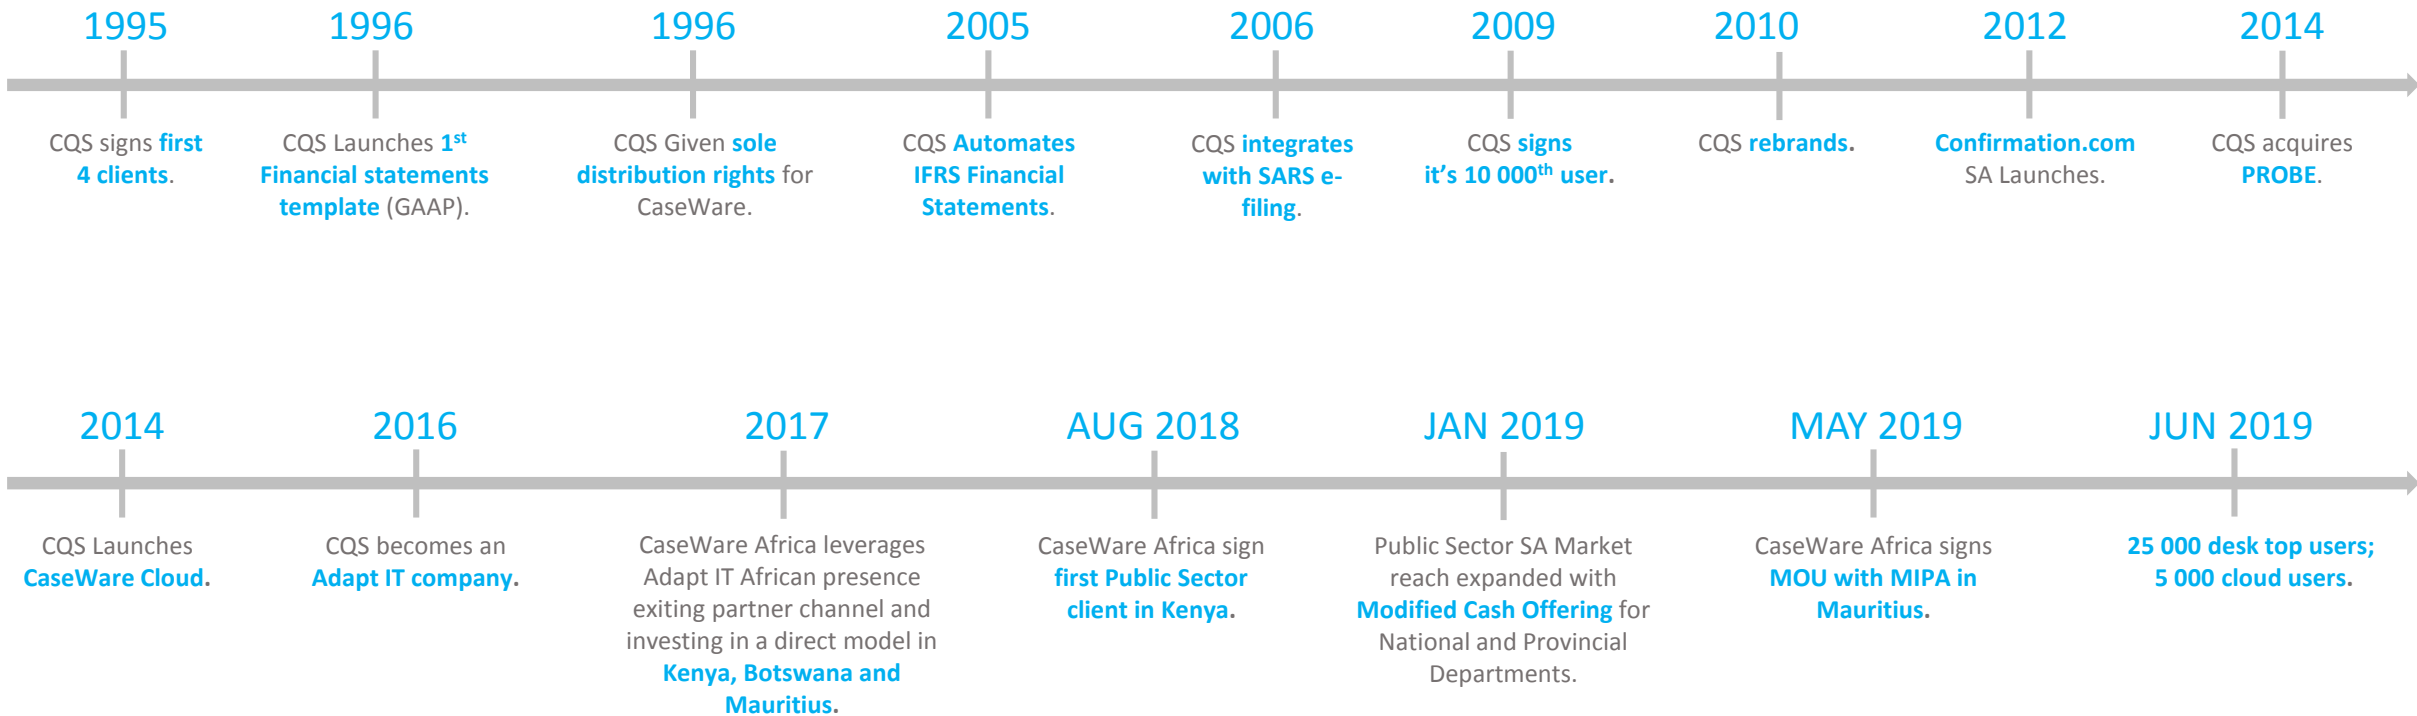 1995
CQS signs first
4 clients.
1996
CQS Launches 1st
Financial statements
template (GAAP).
1996
CQS Given sole
distribution rights for
CaseWare.
2005
CQS Automates
IFRS Financial
Statements.
2006
CQS integrates
with SARS e-
filing.
2009
CQS signs
it's 10 000th user.
2010
CQS rebrands.
2012
Confirmation.com
SA Launches.
2014
CQS acquires
PROBE.
2014
CQS Launches
CaseWare Cloud.
2016
CQS becomes an
Adapt IT company.
2017
CaseWare Africa leverages
Adapt IT African presence
exiting partner channel and
investing in a direct model in
Kenya, Botswana and
Mauritius.
AUG 2018
CaseWare Africa sign
first Public Sector
client in Kenya.
JAN 2019
Public Sector SA Market
reach expanded with
Modified Cash Offering for
National and Provincial
Departments.
MAY 2019
CaseWare Africa signs
MOU with MIPA in
Mauritius.
JUN 2019
25 000 desk top users;
5 000 cloud users.